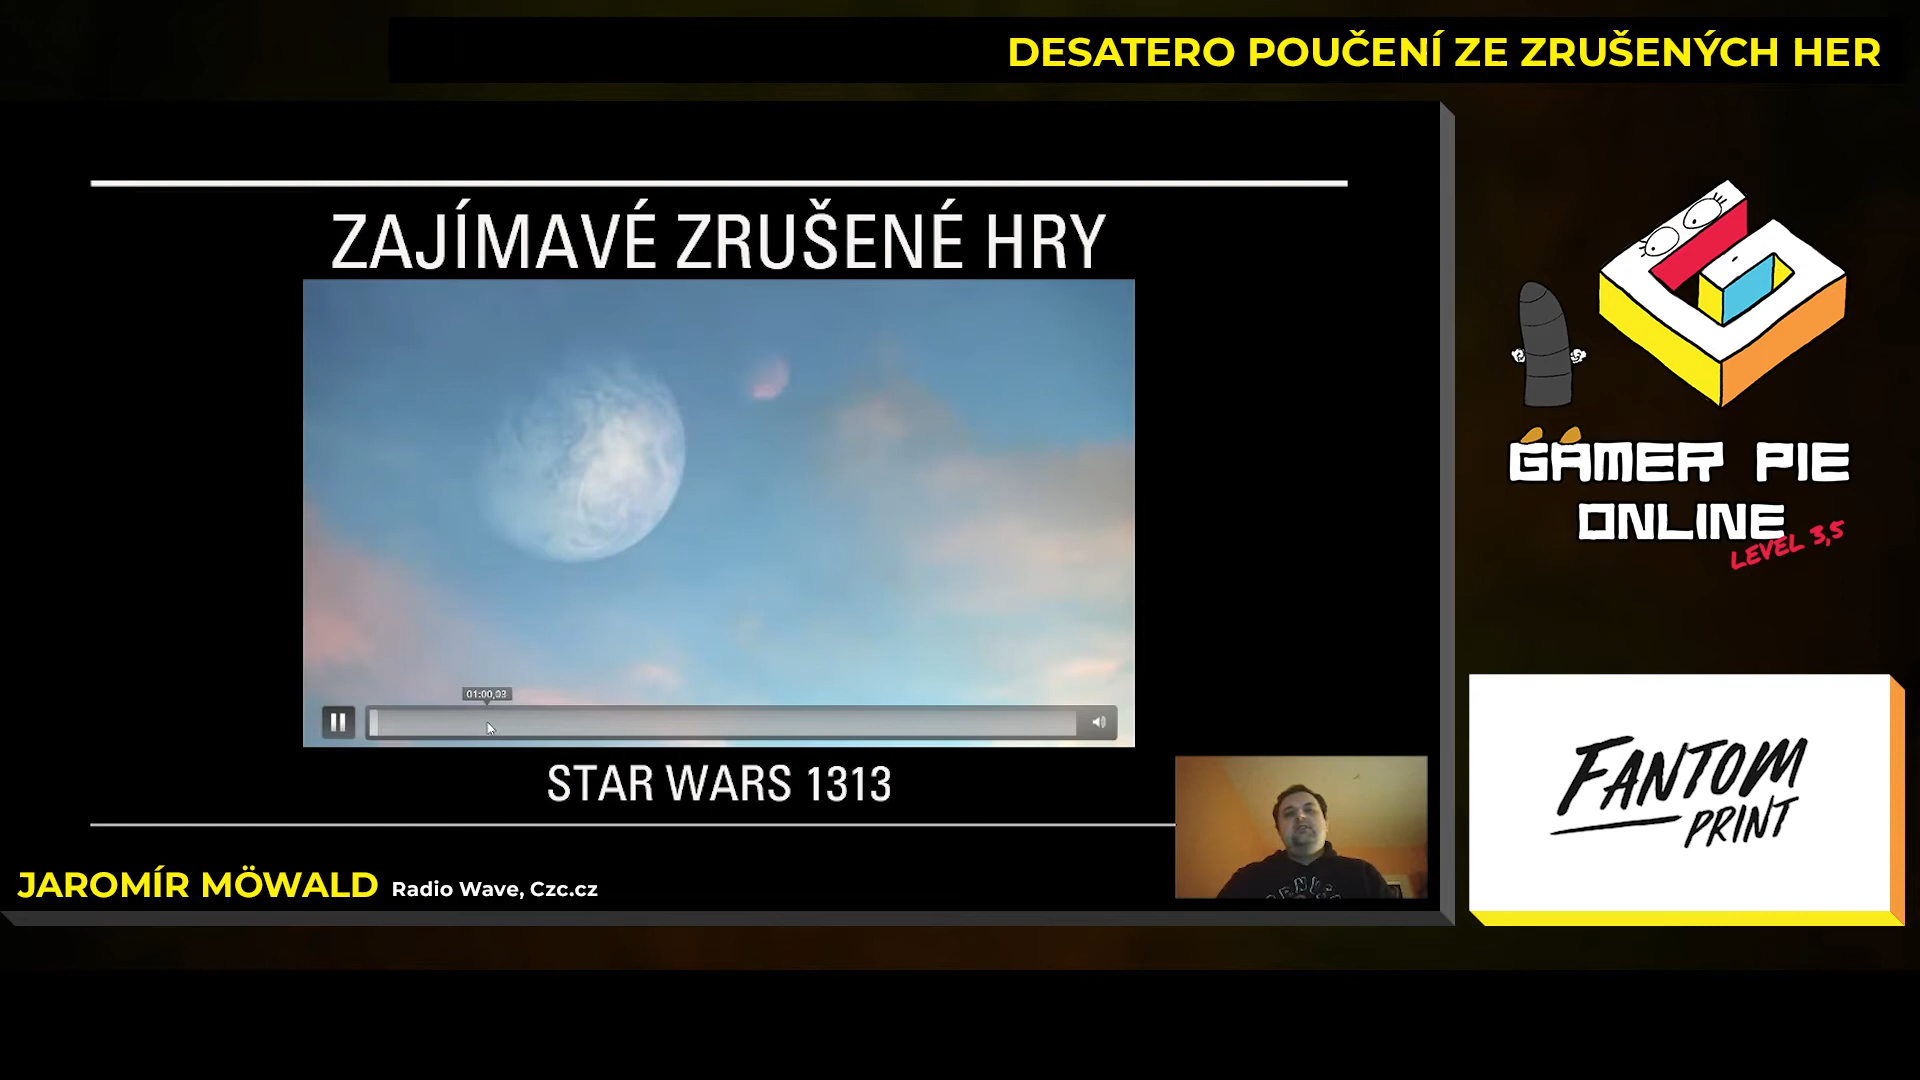 DESATERO POUČENÍ ZE ZRUŠENÝCH HER
ZAJÍMAVÉ ZRUŠENÉ HRY
01:00,03
STAR WARS 1313
JAROMÍR MÖWALD Radio Wave, Czc.cz
GAMER PIE
ONLINE
LEVEL 3,5
FANTOM
PRINT